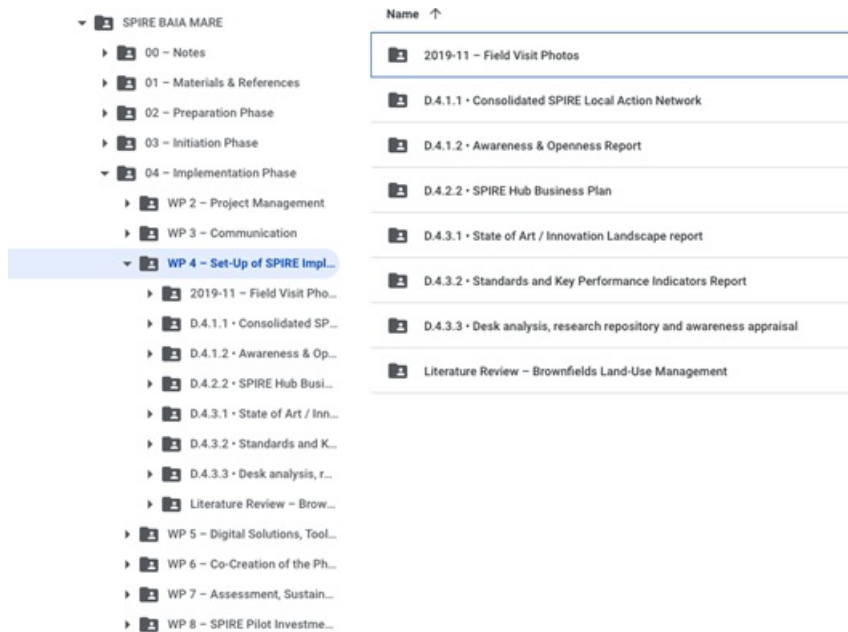 SPIRE BAIA MARE
00 – Notes
01 – Materials & References
02 – Preparation Phase
03 – Initiation Phase
04 – Implementation Phase
WP 2 – Project Management
WP 3 – Communication
WP 4 – Set-Up of SPIRE Impl...
2019-11 – Field Visit Pho...
D.4.1.1 • Consolidated SP...
D.4.1.2 • Awareness & Op...
D.4.2.2 • SPIRE Hub Busi...
D.4.3.1 • State of Art / Inn...
D.4.3.2 • Standards and K...
D.4.3.3 • Desk analysis, r...
Literature Review – Brow...
WP 5 – Digital Solutions, Tool...
WP 6 – Co-Creation of the Ph...
WP 7 – Assessment, Sustain...
WP 8 – SPIRE Pilot Investme...
Name ↑
2019-11 – Field Visit Photos
D.4.1.1 • Consolidated SPIRE Local Action Network
D.4.1.2 • Awareness & Openness Report
D.4.2.2 • SPIRE Hub Business Plan
D.4.3.1 • State of Art / Innovation Landscape report
D.4.3.2 • Standards and Key Performance Indicators Report
D.4.3.3 • Desk analysis, research repository and awareness appraisal
Literature Review – Brownfields Land-Use Management